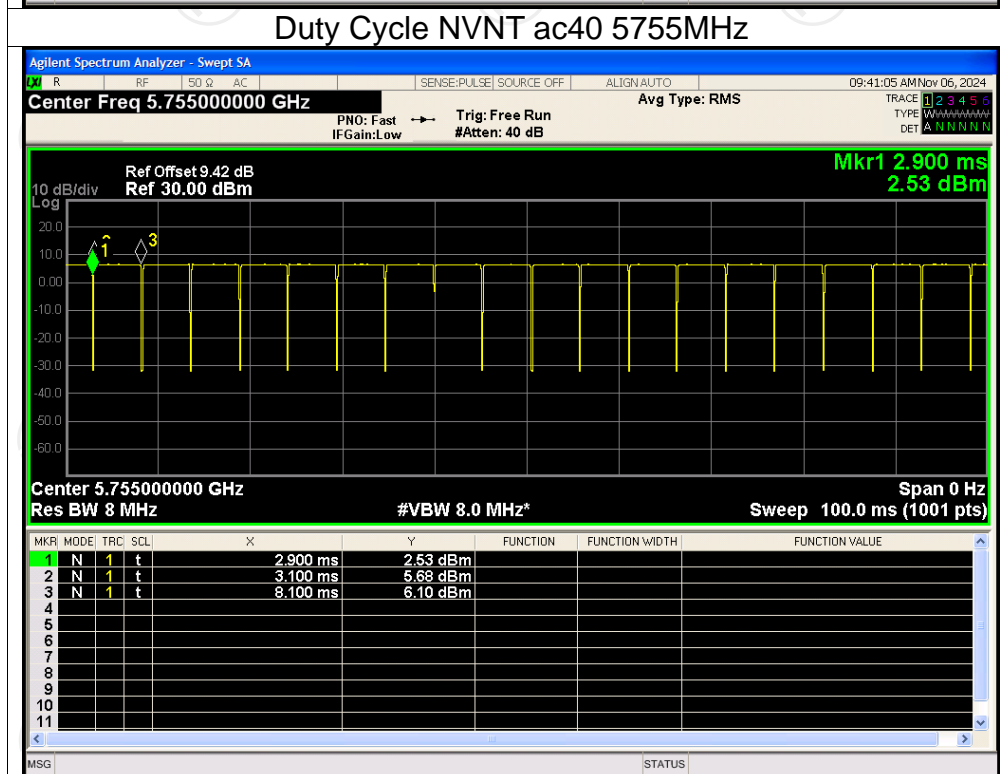 Duty Cycle NVNT ac40 5755MHz
Agilent Spectrum Analyzer - Swept SA
LXI R RF 50 Ω AC SENSE:PULSE SOURCE OFF ALIGN AUTO 09:41:05 AM Nov 06, 2024
Center Freq 5.755000000 GHz Avg Type: RMS TRACE 1 2 3 4 5 6
PNO: Fast Trig: Free Run TYPE W
IFGain:Low #Atten: 40 dB DET A N N N N N
Mkr1 2.900 ms
Ref Offset 9.42 dB
10 dB/div Ref 30.00 dBm 2.53 dBm
Log
20.0
1 3
10.0
0.00
-10.0
-20.0
-30.0
-40.0
-50.0
-60.0
Center 5.755000000 GHz Span 0 Hz
Res BW 8 MHz #VBW 8.0 MHz* Sweep 100.0 ms (1001 pts)
MKR MODE TRC SCL X Y FUNCTION FUNCTION WIDTH FUNCTION VALUE
1 N 1 t 2.900 ms 2.53 dBm
2 N 1 t 3.100 ms 5.68 dBm
3 N 1 t 8.100 ms 6.10 dBm
4
5
6
7
8
9
10
11
MSG STATUS